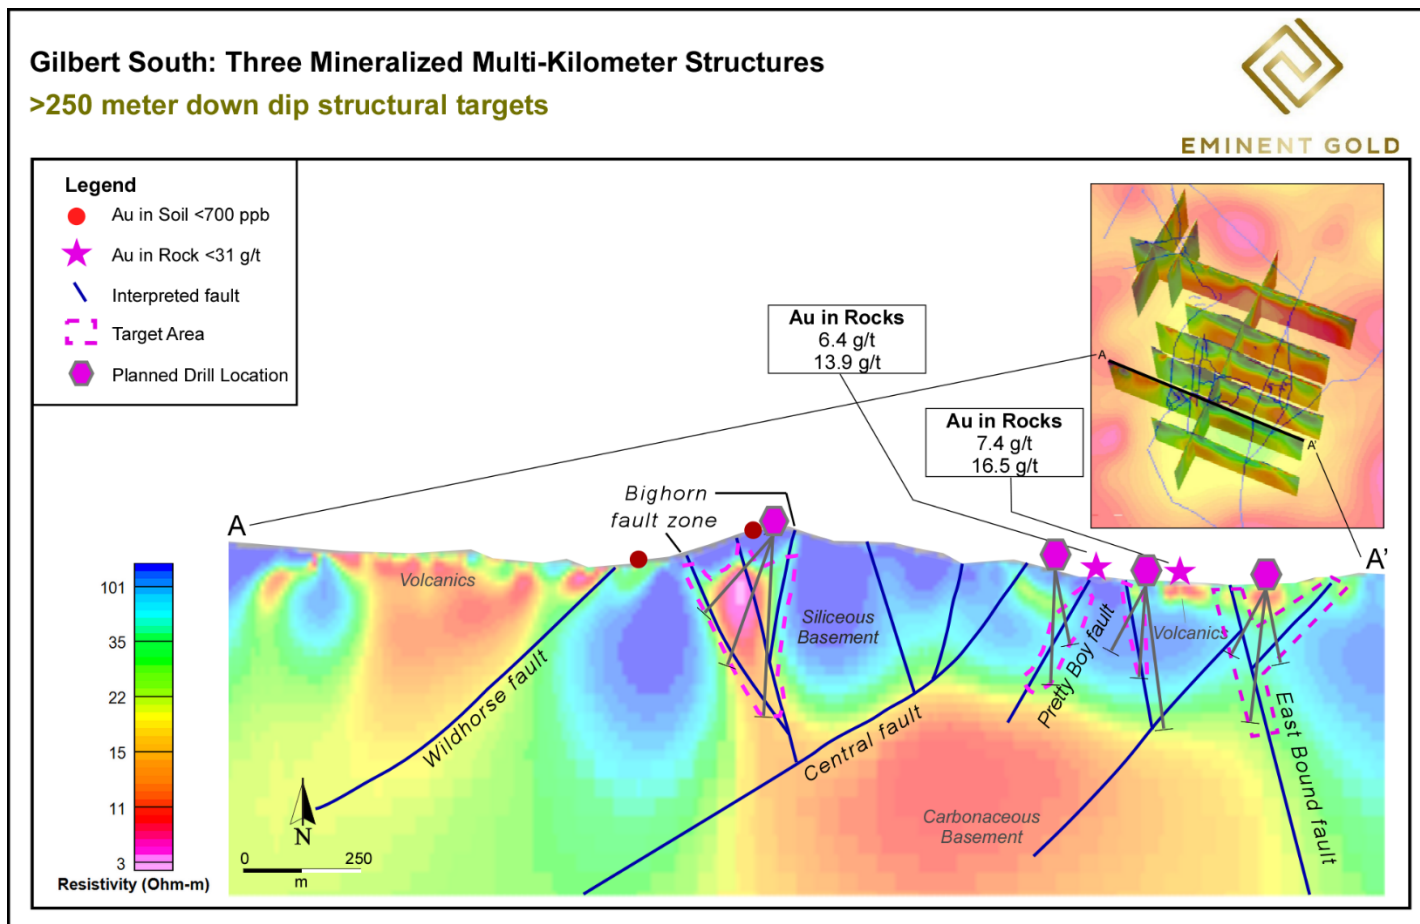 Gilbert South: Three Mineralized Multi-Kilometer Structures
>250 meter down dip structural targets
EMINENT GOLD
Legend
Au in Soil <700 ppb
Au in Rock <31 g/t
Interpreted fault
Target Area
Planned Drill Location
Au in Rocks
6.4 g/t
13.9 g/t
Au in Rocks
7.4 g/t
16.5 g/t
A
A'
Bighorn
fault zone
A
A'
Volcanics
Siliceous
Basement
Volcanics
Wildhorse fault
Central fault
Pretty Boy fault
East Bound fault
Carbonaceous
Basement
101
35
22
15
11
3
Resistivity (Ohm-m)
N
0 250
m